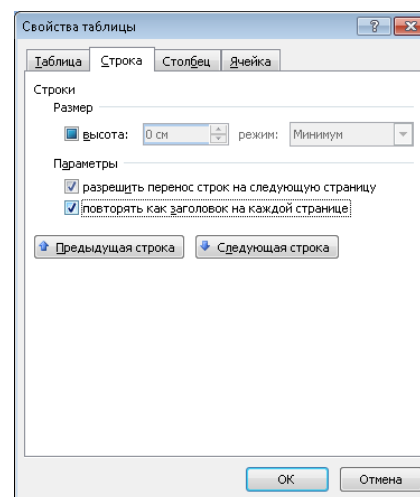 Свойства таблицы
Таблица Строка Столбец Ячейка
Строки
Размер
высота: 0 см режим: Минимум
Параметры
разрешить перенос строк на следующую страницу
повторять как заголовок на каждой странице
Предыдущая строка Следующая строка
ОК Отмена